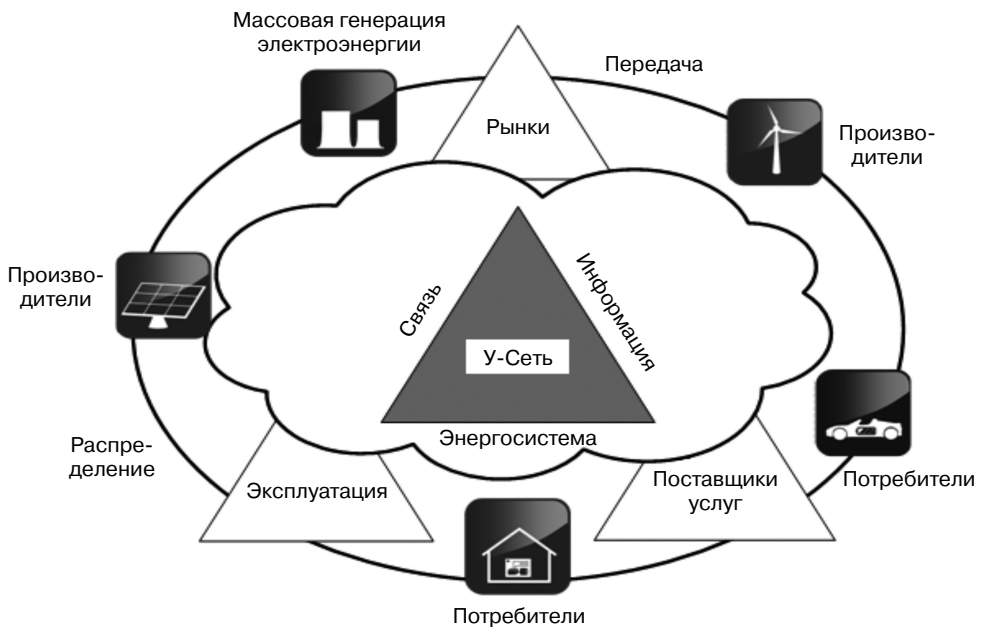 Массовая генерация
электроэнергии
Передача
Рынки
Произво-
дители
Произво-
дители
Связь
Информация
У-Сеть
Энергосистема
Распре-
деление
Эксплуатация
Поставщики
услуг
Потребители
Потребители